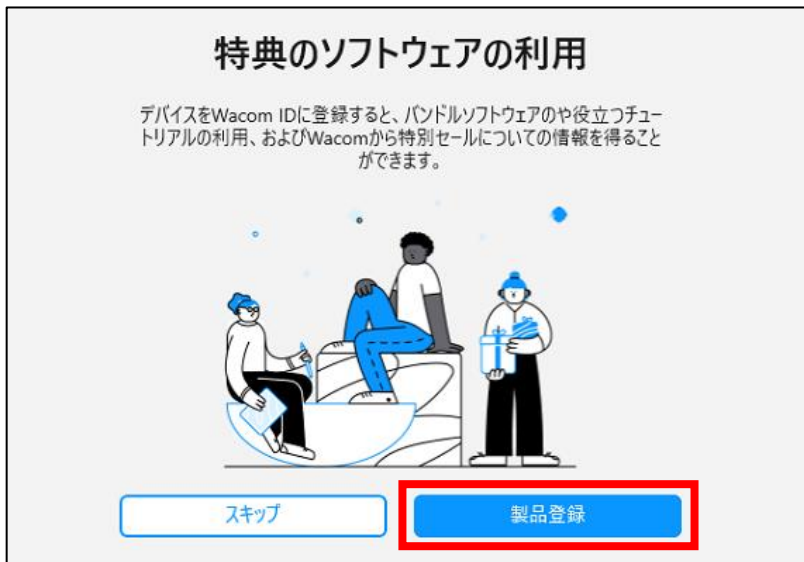 特典のソフトウェアの利用
デバイスをWacom IDに登録すると、バンドルソフトウェアのや役立つチュー
トリアルの利用、およびWacomから特別セールについての情報を得ること
ができます。
スキップ
製品登録